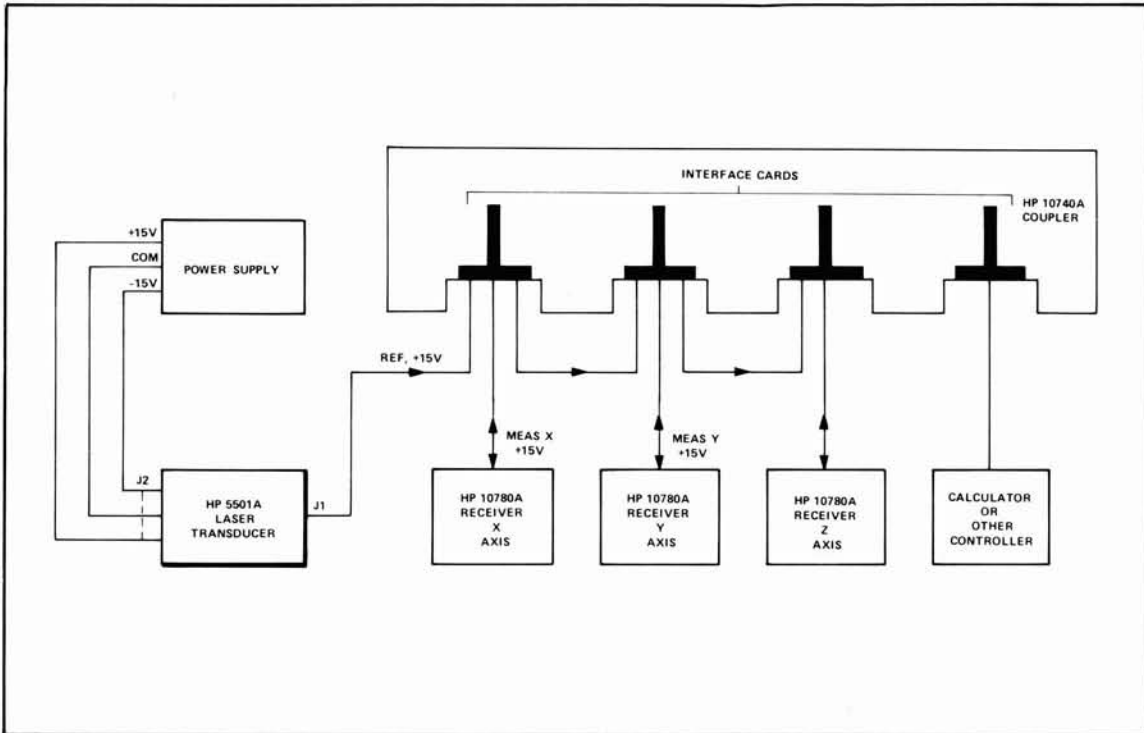 INTERFACE CARDS
HP 10740A
COUPLER
+15V
COM
-15V
POWER SUPPLY
REF, +15V
MEAS X
+15V
MEAS Y
+15V
J2
J1
HP 5501A
LASER
TRANSDUCER
HP 10780A
RECEIVER
X
AXIS
HP 10780A
RECEIVER
Y
AXIS
HP 10780A
RECEIVER
Z
AXIS
CALCULATOR
OR
OTHER
CONTROLLER